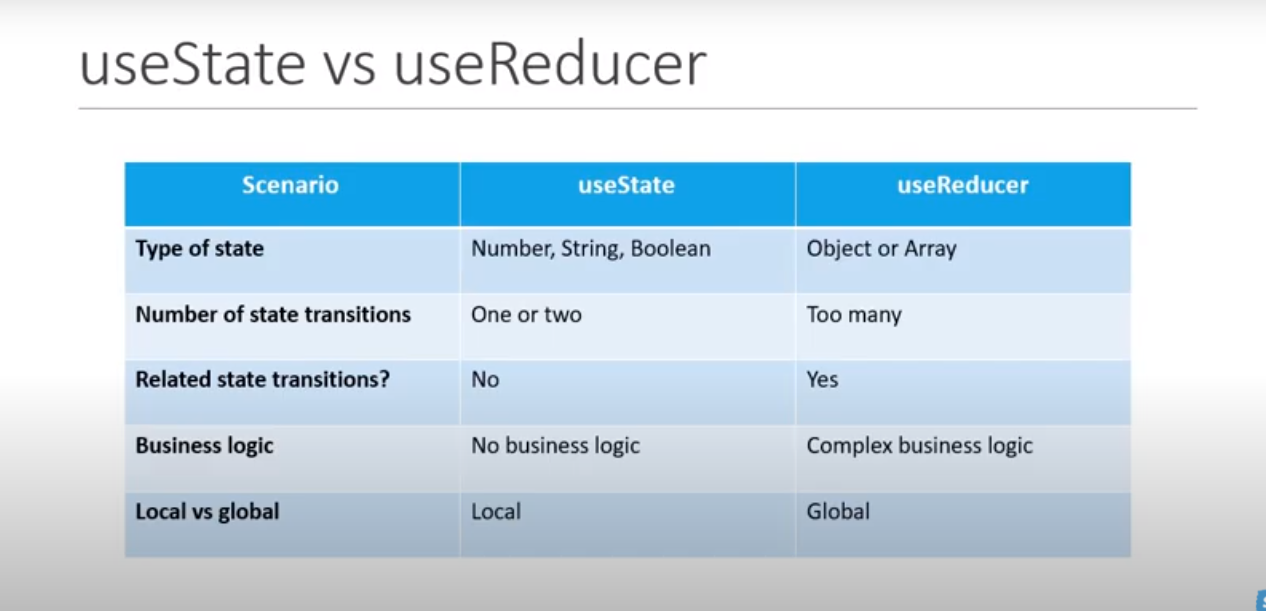 useState vs useReducer
Scenario useState useReducer
Type of state Number, String, Boolean Object or Array
Number of state transitions One or two Too many
Related state transitions? No Yes
Business logic No business logic Complex business logic
Local vs global Local Global